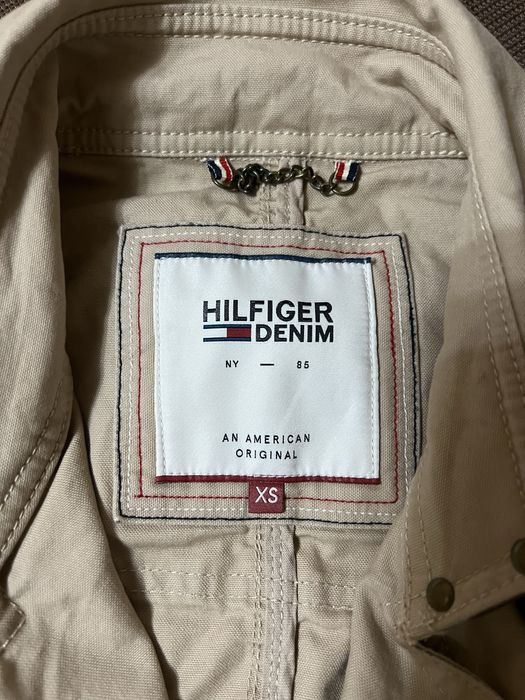 HILFIGER
DENIM
NY — 85
AN AMERICAN
ORIGINAL
XS